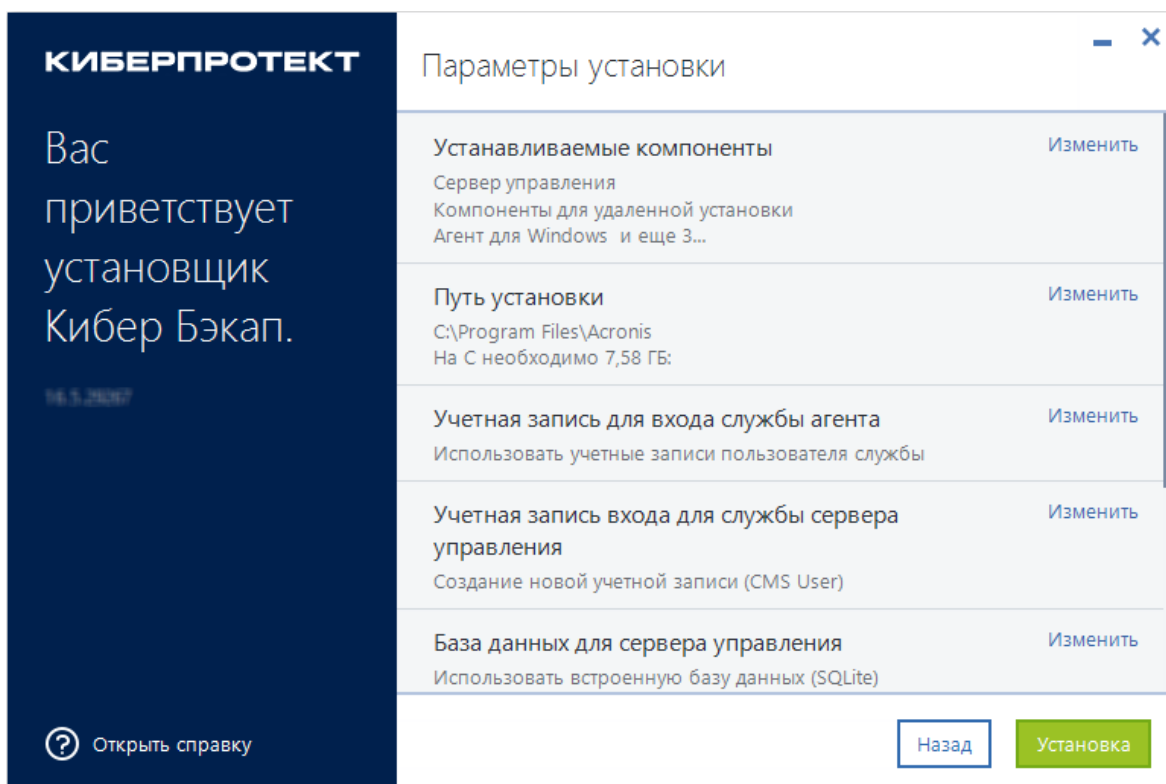 КИБЕРПРОТЕКТ
Вас
приветствует
установщик
Кибер Бэкап.
Открыть справку
Параметры установки
Устанавливаемые компоненты
Изменить
Сервер управления
Компоненты для удаленной установки
Агент для Windows и еще 3...
Путь установки
Изменить
C:\Program Files\Acronis
На C необходимо 7,58 ГБ:
Учетная запись для входа службы агента
Изменить
Использовать учетные записи пользователя службы
Учетная запись входа для службы сервера
управления
Изменить
Создание новой учетной записи (CMS User)
База данных для сервера управления
Изменить
Использовать встроенную базу данных (SQLite)
Назад
Установка